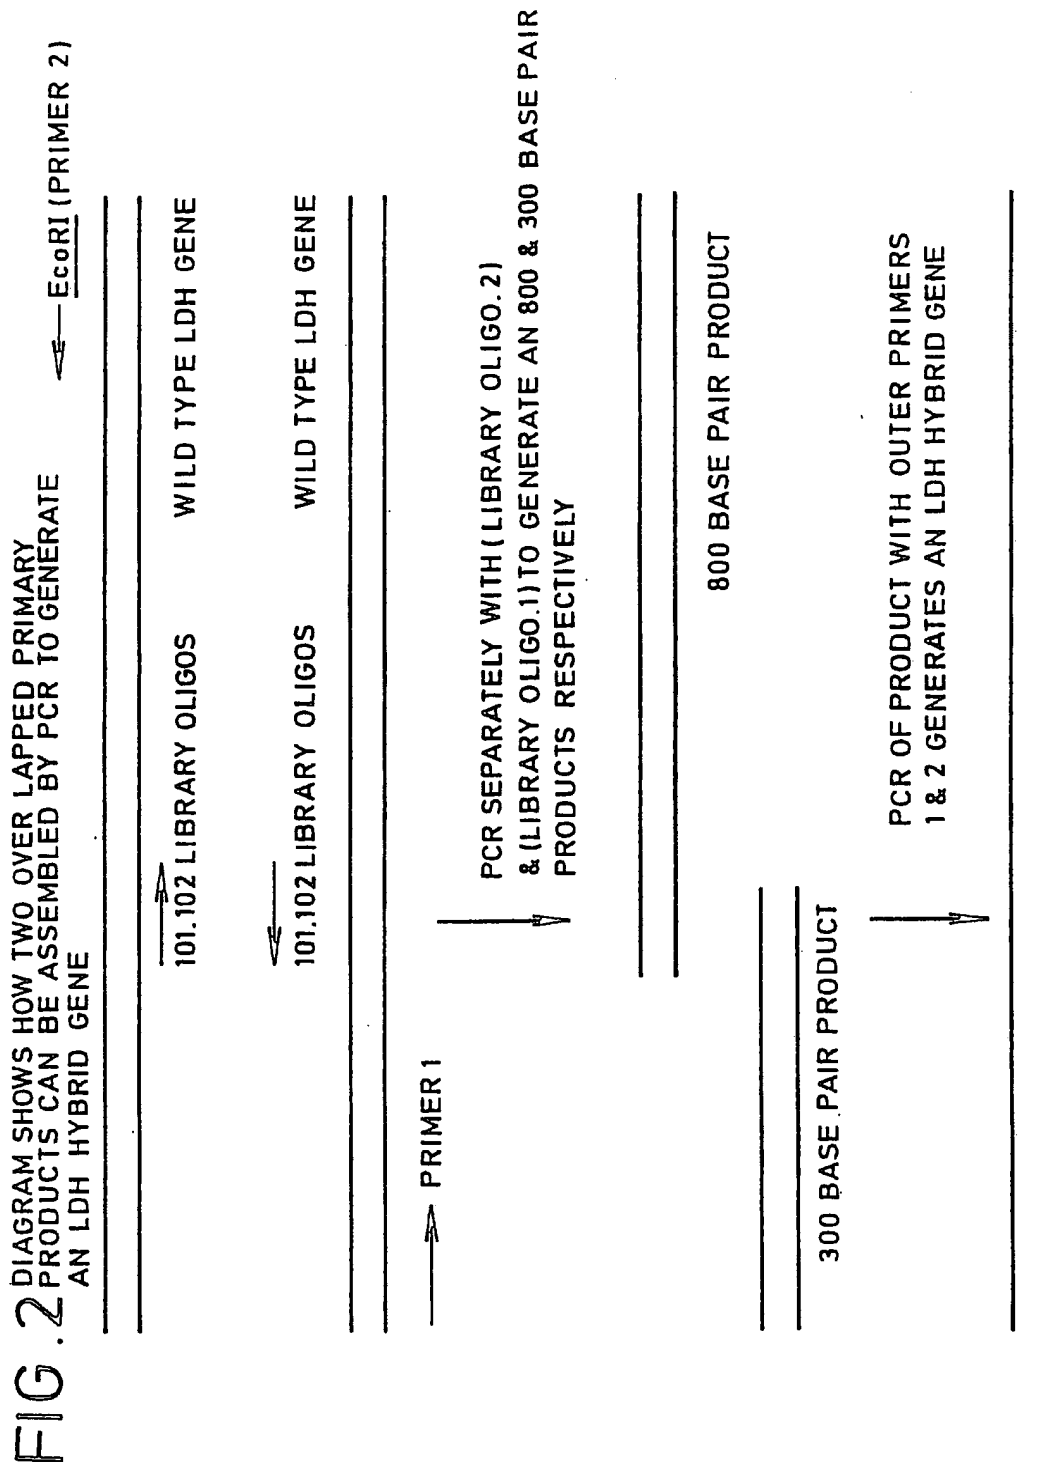 FIG.2
DIAGRAM SHOWS HOW TWO OVER LAPPED PRIMARY
PRODUCTS CAN BE ASSEMBLED BY PCR TO GENERATE
AN LDH HYBRID GENE
EcoRI (PRIMER 2)
101.102 LIBRARY OLIGOS WILD TYPE LDH GENE
101.102 LIBRARY OLIGOS WILD TYPE LDH GENE
PRIMER 1
PCR SEPARATELY WITH (LIBRARY OLIGO. 2)
& (LIBRARY OLIGO.1) TO GENERATE AN 800 & 300 BASE PAIR
PRODUCTS RESPECTIVELY
800 BASE PAIR PRODUCT
300 BASE PAIR PRODUCT
PCR OF PRODUCT WITH OUTER PRIMERS
1 & 2 GENERATES AN LDH HYBRID GENE